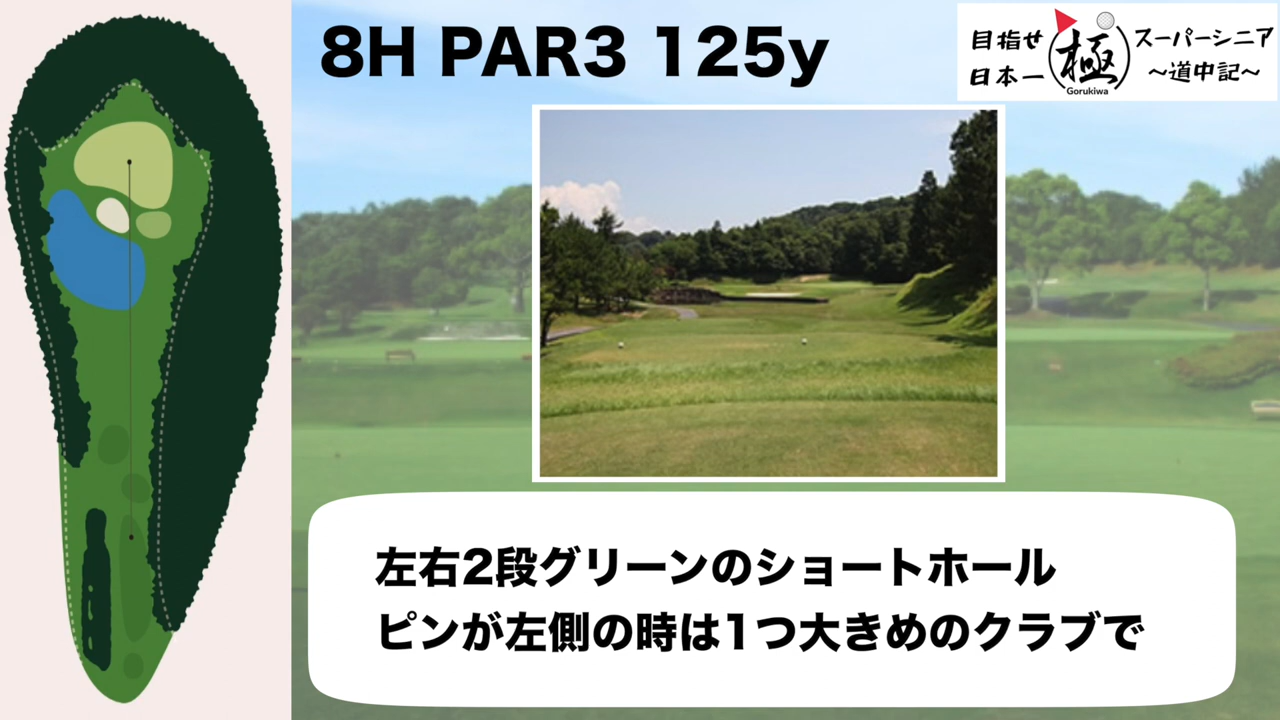 8H PAR3 125y
目指せ
日本一
極
Gorukiwa
スーパーシニア
～道中記～
左右2段グリーンのショートホール
ピンが左側の時は1つ大きめのクラブで